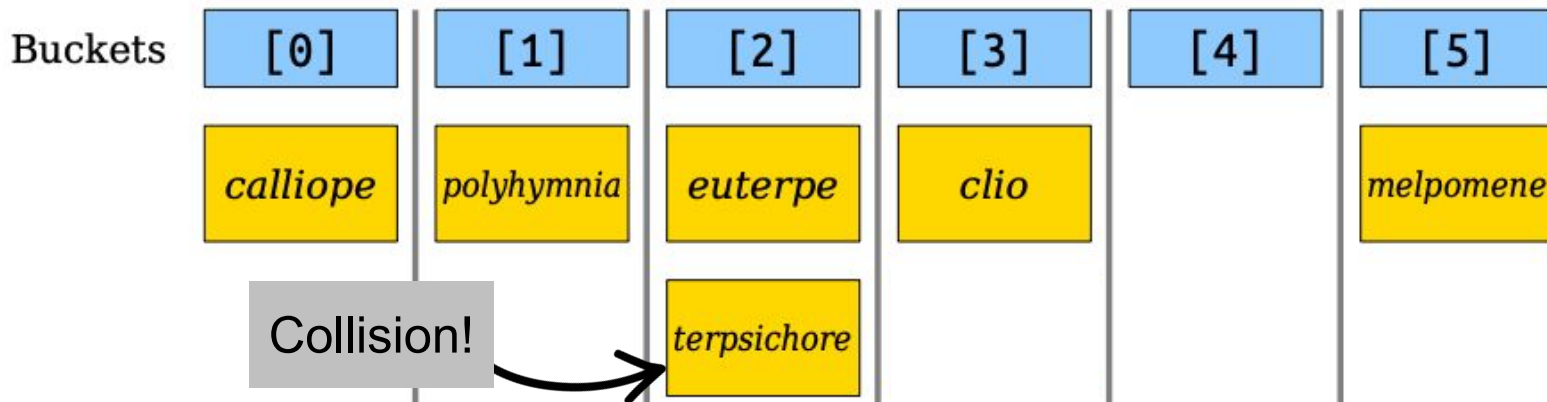 Buckets [0] [1] [2] [3] [4] [5]
calliope polyhymnia euterpe clio melpomene
Collision! terpsichore